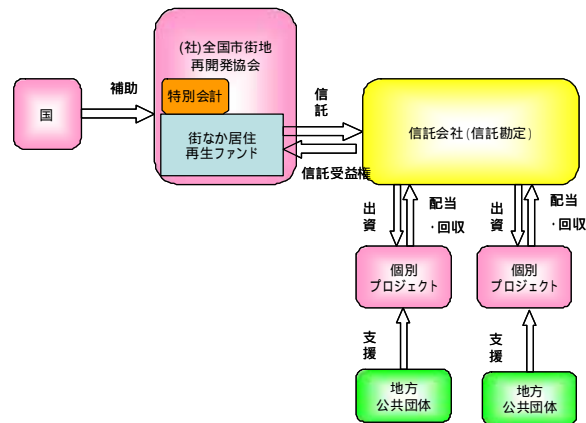 (社)全国市街地
再開発協会
補助
国
特別会計
街なか居住
再生ファンド
信
託
信託受益権
信託会社(信託勘定)
出
資
配当
・回収
出
資
配当
・回収
個別
プロジェクト
個別
プロジェクト
支
援
支
援
地方
公共団体
地方
公共団体